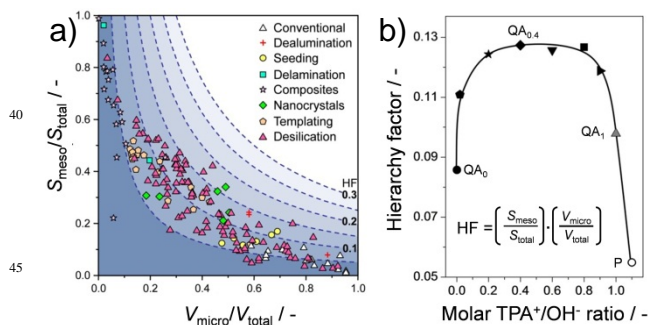 a)
40
45
S_meso/S_total / -
1.0
0.8
0.6
0.4
0.2
0.0
0.0 0.2 0.4 0.6 0.8 1.0
V_micro/V_total / -
Conventional
Dealumination
Seeding
Delamination
Composites
Nanocrystals
Templating
Desilication
HF
0.3
0.2
0.1
b)
Hierarchy factor / -
0.13
0.11
0.09
0.07
0.05
0.0 0.2 0.4 0.6 0.8 1.0
Molar TPA⁺/OH⁻ ratio / -
QA₀.₄
QA₁
QA₀
P
HF = (S_meso/S_total)·(V_micro/V_total)